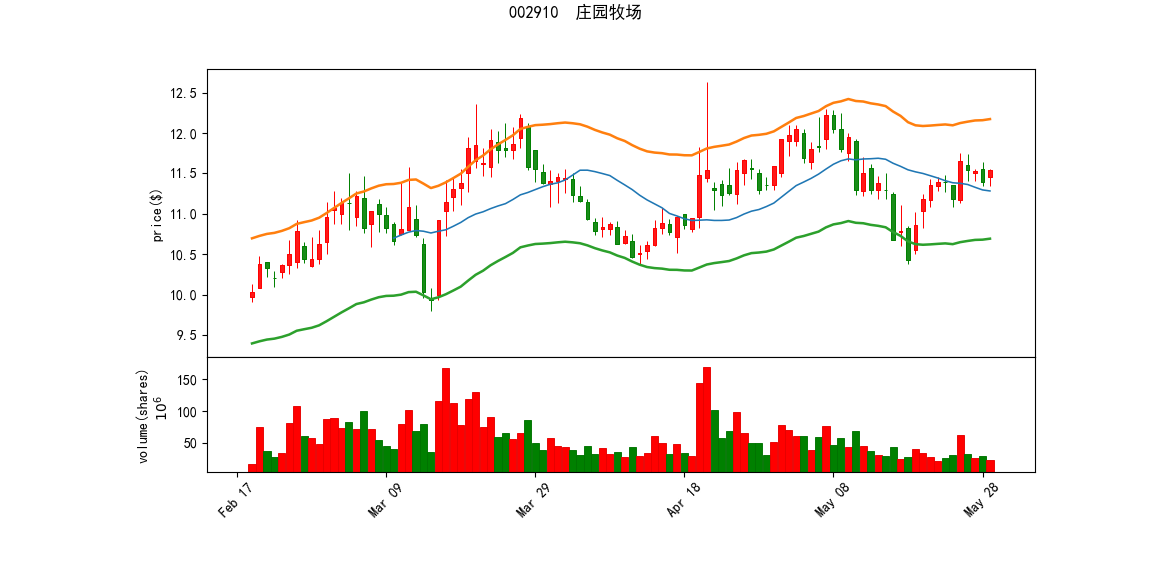 002910 庄园牧场
price($)
12.5
12.0
11.5
11.0
10.5
10.0
9.5
volume(shares)
10^6
150
100
50
Feb 17
Mar 09
Mar 29
Apr 18
May 08
May 28